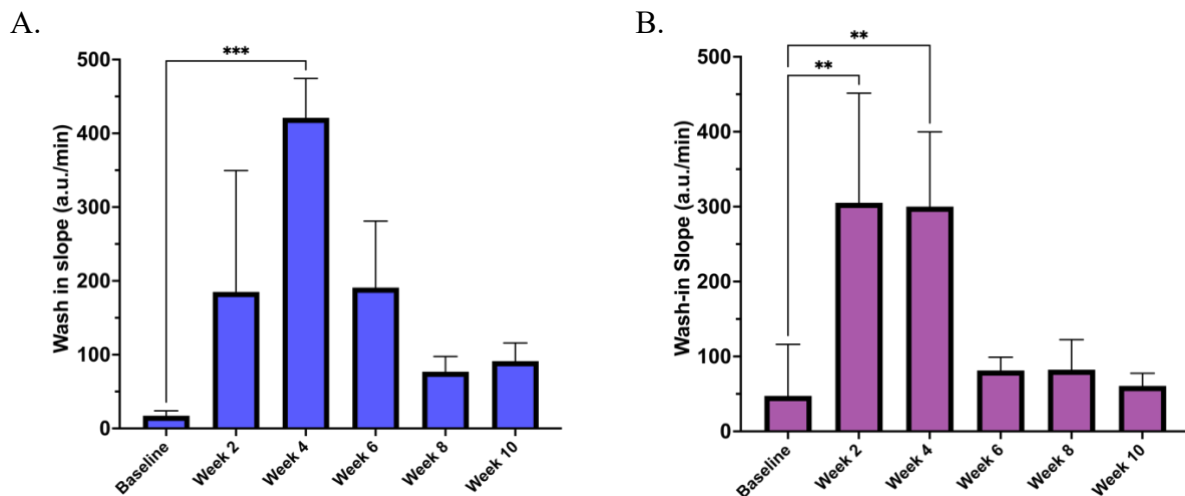 A.
Wash in slope (a.u./min)
500
400
300
200
100
0
***
Baseline
Week 2
Week 4
Week 6
Week 8
Week 10
B.
Wash-in Slope (a.u./min)
500
400
300
200
100
0
**
**
Baseline
Week 2
Week 4
Week 6
Week 8
Week 10